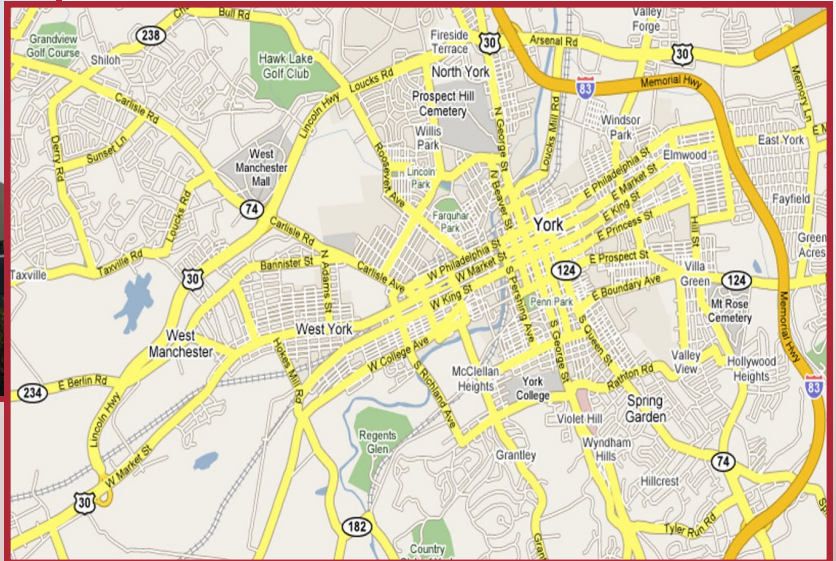 Bull Rd
Ch
238
Grandview
Golf Course
Shiloh
Hawk Lake
Golf Club
Fireside
Terrace
30
Arsenal Rd
Valley
Forge
30
North York
Loucks Rd
83
Memorial Hwy
Memory Ln
Prospect Hill
Cemetery
Carlisle Rd
Lincoln Hwy
N George St
Loucks Mill Rd
Windsor
Park
Willis
Park
Derry Rd
Sunset Ln
West
Manchester
Mall
Roosevelt Ave
Lincoln
Park
N Beaver St
E Philadelphia St
Elmwood
East York
E Market St
E King St
E Princess St
Fayfield
Loucks Rd
74
Farquhar
Park
York
Hill St
Green
Acres
Carlisle Rd
Taxville
Taxville Rd
30
Bannister St
N Adams St
Carlisle Ave
W Philadelphia St
W Market St
W King St
S Pershing Ave
124
E Prospect St
E Boundary Ave
Villa
Green
124
Penn Park
Mt Rose
Cemetery
Memorial Hwy
West
Manchester
West York
W College Ave
Hokes Mill Rd
S George St
S Queen St
Valley
View
Hollywood
Heights
83
McClellan
Heights
York
College
Rathton Rd
234
E Berlin Rd
Lincoln Hwy
S Richland Ave
Violet Hill
Spring
Garden
Regents
Glen
Wyndham
Hills
Grantley
74
W Market St
30
Hillcrest
182
Tyler Run Rd
Country